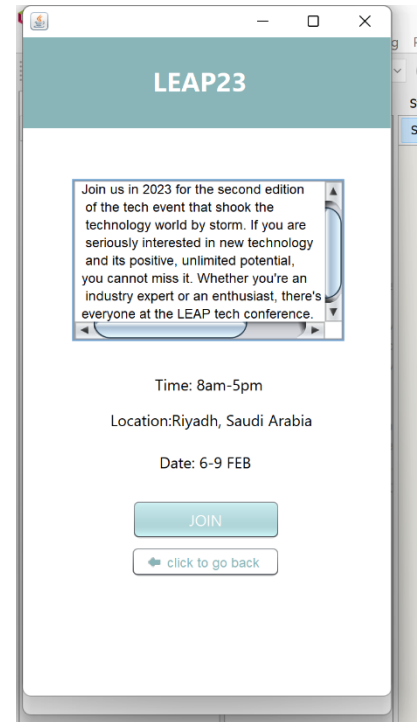 LEAP23
Join us in 2023 for the second edition
of the tech event that shook the
technology world by storm. If you are
seriously interested in new technology
and its positive, unlimited potential,
you cannot miss it. Whether you're an
industry expert or an enthusiast, there's
everyone at the LEAP tech conference.
Time: 8am-5pm
Location:Riyadh, Saudi Arabia
Date: 6-9 FEB
JOIN
click to go back